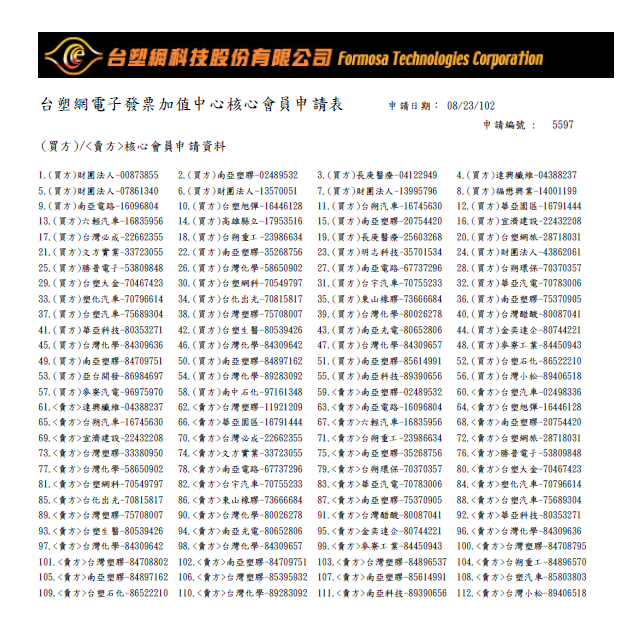 台塑網科技股份有限公司 Formosa Technologies Corporation
台塑網電子發票加值中心核心會員申請表 申請日期： 08/23/102
申請編號 ： 5597
(買方)/<賣方>核心會員申請資料
1.(買方)財團法人-00873855 2.(買方)南亞塑膠-02489532 3.(買方)長庚醫療-04122949 4.(買方)達興纖維-04388237
5.(買方)財團法人-07861340 6.(買方)財團法人-13570051 7.(買方)財團法人-13995796 8.(買方)福懋興業-14001199
9.(買方)南亞電路-16096804 10.(買方)台塑旭彈-16446128 11.(買方)台朔汽車-16745630 12.(買方)華亞園區-16791444
13.(買方)六輕汽車-16835956 14.(買方)高雄縣立-17953516 15.(買方)南亞塑膠-20754420 16.(買方)宜濟建設-22432208
17.(買方)台灣必成-22662355 18.(買方)台朔重工-23986634 19.(買方)長庚醫療-25603268 20.(買方)台塑網旅-28718031
21.(買方)文方實業-33723055 22.(買方)南亞塑膠-35268756 23.(買方)明志科技-35701534 24.(買方)財團法人-43862061
25.(買方)勝普電子-53809848 26.(買方)台灣化學-58650902 27.(買方)南亞電路-67737296 28.(買方)台朔環保-70370357
29.(買方)台塑大金-70467423 30.(買方)台塑網科-70549797 31.(買方)台宇汽車-70755233 32.(買方)華亞汽電-70783006
33.(買方)塑化汽車-70796614 34.(買方)台化出光-70815817 35.(買方)東山橡膠-73666684 36.(買方)南亞塑膠-75370905
37.(買方)台塑汽車-75689304 38.(買方)台灣塑膠-75708007 39.(買方)台灣化學-80026278 40.(買方)台灣醋酸-80087041
41.(買方)華亞科技-80353271 42.(買方)台塑生醫-80539426 43.(買方)南亞光電-80652806 44.(買方)金奕達企-80744221
45.(買方)台灣化學-84309636 46.(買方)台灣化學-84309642 47.(買方)台灣化學-84309657 48.(買方)麥寮工業-84450943
49.(買方)南亞塑膠-84709751 50.(買方)南亞塑膠-84897162 51.(買方)南亞塑膠-85614991 52.(買方)台塑石化-86522210
53.(買方)亞台開發-86984697 54.(買方)台灣化學-89283092 55.(買方)南亞科技-89390656 56.(買方)台灣小松-89406518
57.(買方)麥寮汽電-96975970 58.(買方)南中石化-97161348 59.<賣方>南亞塑膠-02489532 60.<賣方>台塑汽車-02498336
61.<賣方>達興纖維-04388237 62.<賣方>台灣塑膠-11921209 63.<賣方>南亞電路-16096804 64.<賣方>台塑旭彈-16446128
65.<賣方>台朔汽車-16745630 66.<賣方>華亞園區-16791444 67.<賣方>六輕汽車-16835956 68.<賣方>南亞塑膠-20754420
69.<賣方>宜濟建設-22432208 70.<賣方>台灣必成-22662355 71.<賣方>台朔重工-23986634 72.<賣方>台塑網旅-28718031
73.<賣方>台灣塑膠-33380950 74.<賣方>文方實業-33723055 75.<賣方>南亞塑膠-35268756 76.<賣方>勝普電子-53809848
77.<賣方>台灣化學-58650902 78.<賣方>南亞電路-67737296 79.<賣方>台朔環保-70370357 80.<賣方>台塑大金-70467423
81.<賣方>台塑網科-70549797 82.<賣方>台宇汽車-70755233 83.<賣方>華亞汽電-70783006 84.<賣方>塑化汽車-70796614
85.<賣方>台化出光-70815817 86.<賣方>東山橡膠-73666684 87.<賣方>南亞塑膠-75370905 88.<賣方>台塑汽車-75689304
89.<賣方>台灣塑膠-75708007 90.<賣方>台灣化學-80026278 91.<賣方>台灣醋酸-80087041 92.<賣方>華亞科技-80353271
93.<賣方>台塑生醫-80539426 94.<賣方>南亞光電-80652806 95.<賣方>金奕達企-80744221 96.<賣方>台灣化學-84309636
97.<賣方>台灣化學-84309642 98.<賣方>台灣化學-84309657 99.<賣方>麥寮工業-84450943 100.<賣方>台灣塑膠-84708795
101.<賣方>台灣塑膠-84708802 102.<賣方>南亞塑膠-84709751 103.<賣方>台灣塑膠-84896537 104.<賣方>台朔重工-84896570
105.<賣方>南亞塑膠-84897162 106.<賣方>台灣塑膠-85395932 107.<賣方>南亞塑膠-85614991 108.<賣方>台塑汽車-85803803
109.<賣方>台塑石化-86522210 110.<賣方>台灣化學-89283092 111.<賣方>南亞科技-89390656 112.<賣方>台灣小松-89406518